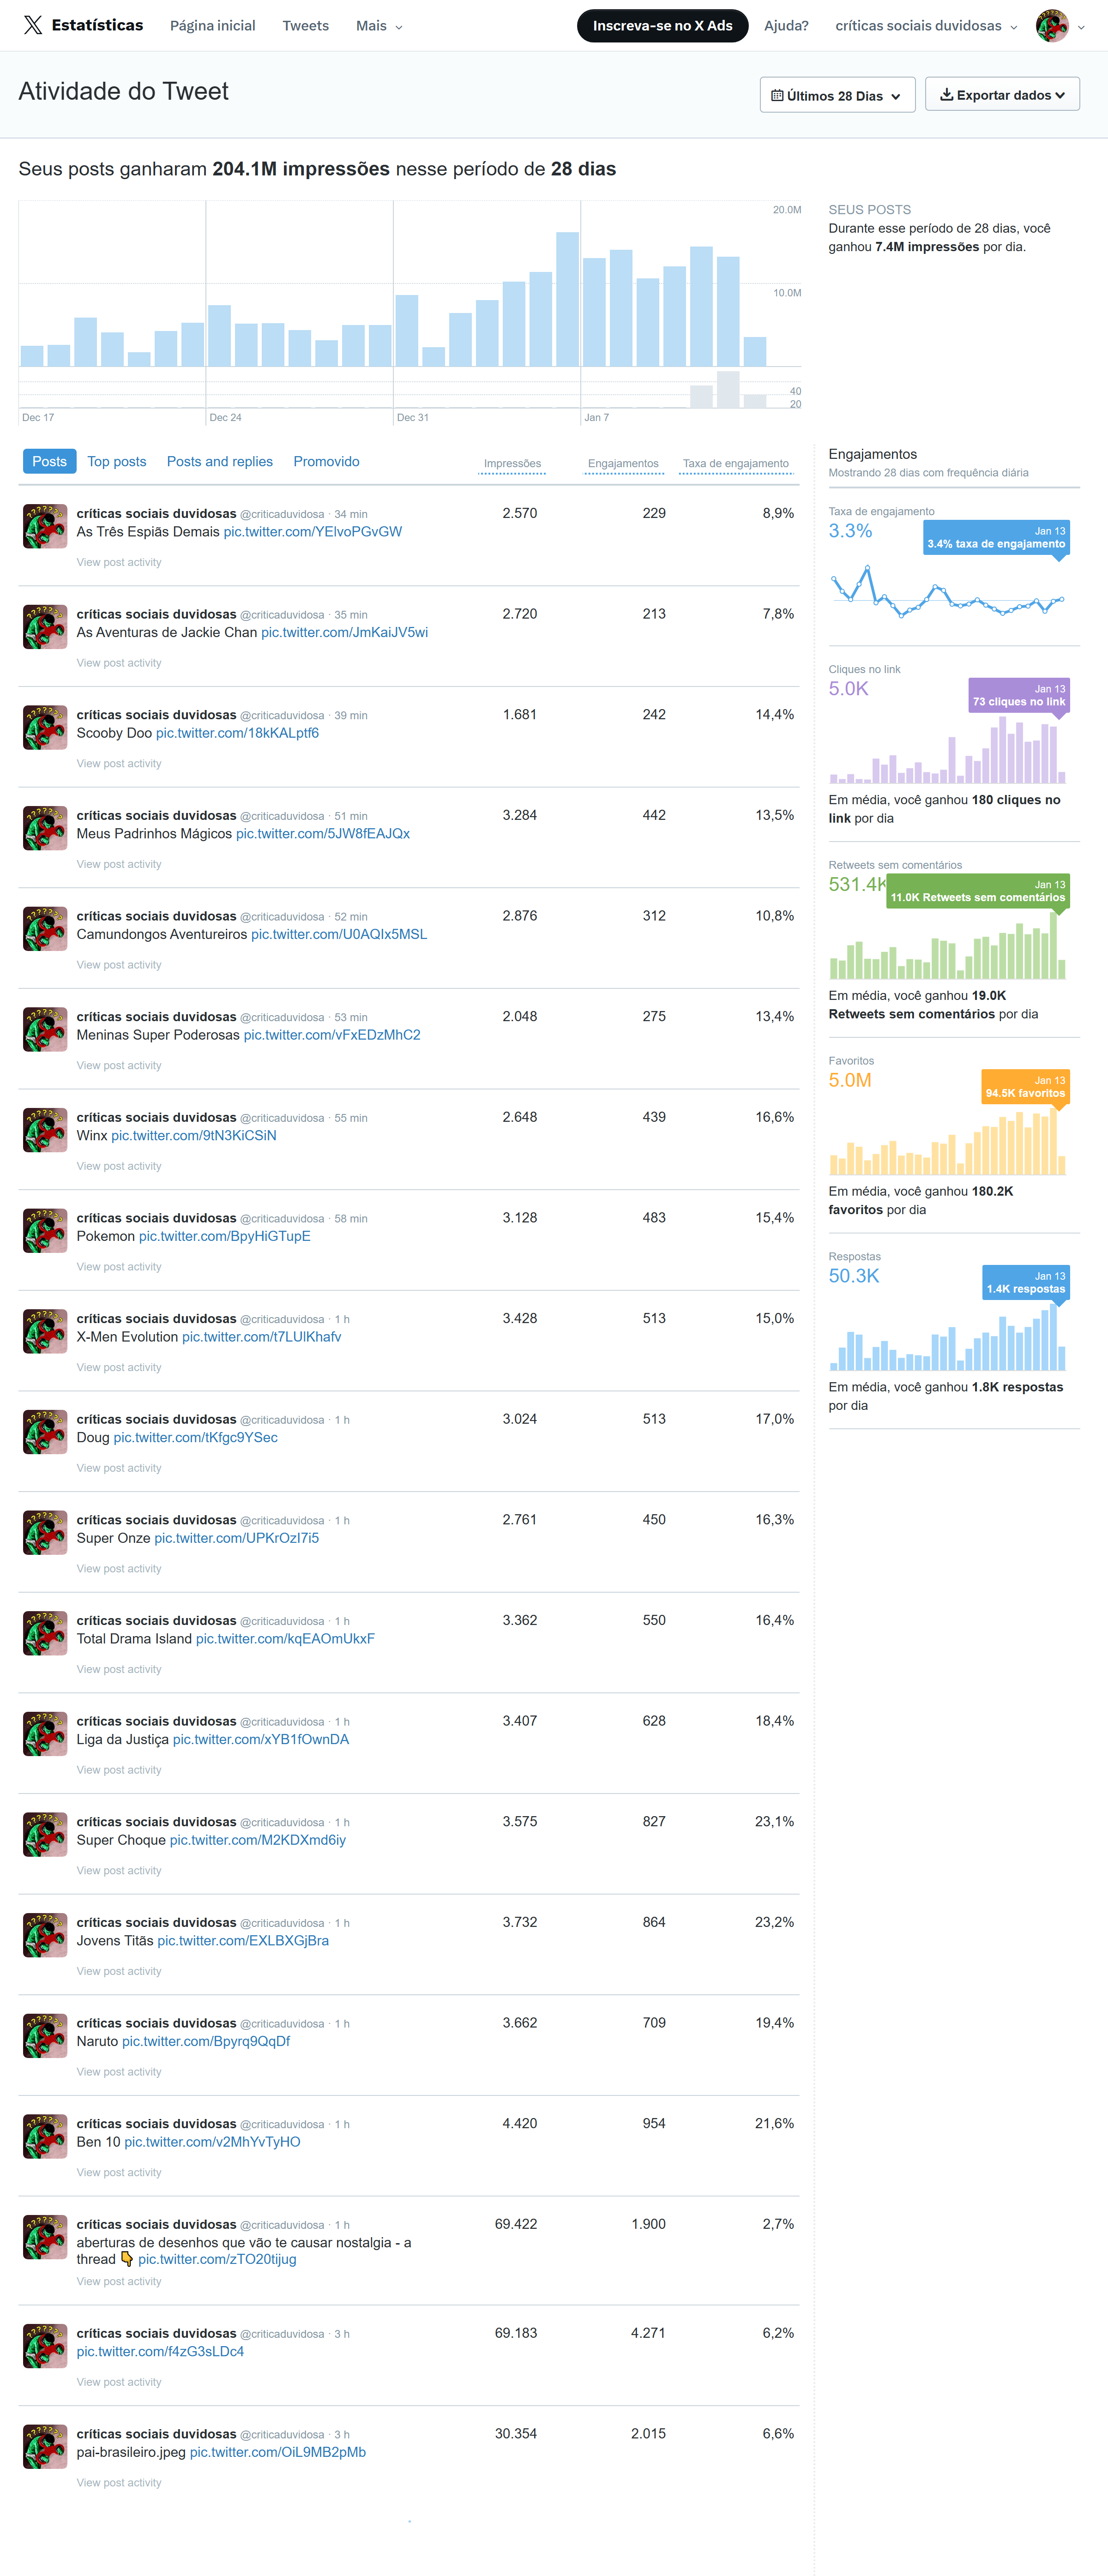 Estatísticas Página inicial Tweets Mais Inscreva-se no X Ads Ajuda? críticas sociais duvidosas
Atividade do Tweet
Últimos 28 Dias Exportar dados
Seus posts ganharam 204.1M impressões nesse período de 28 dias
20.0M
10.0M
40
20
Dec 17 Dec 24 Dec 31 Jan 7
SEUS POSTS
Durante esse período de 28 dias, você
ganhou 7.4M impressões por dia.
Posts Top posts Posts and replies Promovido Impressões Engajamentos Taxa de engajamento
críticas sociais duvidosas @criticaduvidosa · 34 min 2.570 229 8,9%
As Três Espiãs Demais pic.twitter.com/YElvoPGvGW
View post activity
críticas sociais duvidosas @criticaduvidosa · 35 min 2.720 213 7,8%
As Aventuras de Jackie Chan pic.twitter.com/JmKaiJV5wi
View post activity
críticas sociais duvidosas @criticaduvidosa · 39 min 1.681 242 14,4%
Scooby Doo pic.twitter.com/18kKALptf6
View post activity
críticas sociais duvidosas @criticaduvidosa · 51 min 3.284 442 13,5%
Meus Padrinhos Mágicos pic.twitter.com/5JW8fEAJQx
View post activity
críticas sociais duvidosas @criticaduvidosa · 52 min 2.876 312 10,8%
Camundongos Aventureiros pic.twitter.com/U0AQIx5MSL
View post activity
críticas sociais duvidosas @criticaduvidosa · 53 min 2.048 275 13,4%
Meninas Super Poderosas pic.twitter.com/vFxEDzMhC2
View post activity
críticas sociais duvidosas @criticaduvidosa · 55 min 2.648 439 16,6%
Winx pic.twitter.com/9tN3KiCSiN
View post activity
críticas sociais duvidosas @criticaduvidosa · 58 min 3.128 483 15,4%
Pokemon pic.twitter.com/BpyHiGTupE
View post activity
críticas sociais duvidosas @criticaduvidosa · 1 h 3.428 513 15,0%
X-Men Evolution pic.twitter.com/t7LUlKhafv
View post activity
críticas sociais duvidosas @criticaduvidosa · 1 h 3.024 513 17,0%
Doug pic.twitter.com/tKfgc9YSec
View post activity
críticas sociais duvidosas @criticaduvidosa · 1 h 2.761 450 16,3%
Super Onze pic.twitter.com/UPKrOzI7i5
View post activity
críticas sociais duvidosas @criticaduvidosa · 1 h 3.362 550 16,4%
Total Drama Island pic.twitter.com/kqEAOmUkxF
View post activity
críticas sociais duvidosas @criticaduvidosa · 1 h 3.407 628 18,4%
Liga da Justiça pic.twitter.com/xYB1fOwnDA
View post activity
críticas sociais duvidosas @criticaduvidosa · 1 h 3.575 827 23,1%
Super Choque pic.twitter.com/M2KDXmd6iy
View post activity
críticas sociais duvidosas @criticaduvidosa · 1 h 3.732 864 23,2%
Jovens Titãs pic.twitter.com/EXLBXGjBra
View post activity
críticas sociais duvidosas @criticaduvidosa · 1 h 3.662 709 19,4%
Naruto pic.twitter.com/Bpyrq9QqDf
View post activity
críticas sociais duvidosas @criticaduvidosa · 1 h 4.420 954 21,6%
Ben 10 pic.twitter.com/v2MhYvTyHO
View post activity
críticas sociais duvidosas @criticaduvidosa · 1 h 69.422 1.900 2,7%
aberturas de desenhos que vão te causar nostalgia - a
thread 👇 pic.twitter.com/zTO20tijug
View post activity
críticas sociais duvidosas @criticaduvidosa · 3 h 69.183 4.271 6,2%
pic.twitter.com/f4zG3sLDc4
View post activity
críticas sociais duvidosas @criticaduvidosa · 3 h 30.354 2.015 6,6%
pai-brasileiro.jpeg pic.twitter.com/OiL9MB2pMb
View post activity
Engajamentos
Mostrando 28 dias com frequência diária
Taxa de engajamento
3.3%
Jan 13
3.4% taxa de engajamento
Cliques no link
5.0K
Jan 13
73 cliques no link
Em média, você ganhou 180 cliques no
link por dia
Retweets sem comentários
531.4K
Jan 13
11.0K Retweets sem comentários
Em média, você ganhou 19.0K
Retweets sem comentários por dia
Favoritos
5.0M
Jan 13
94.5K favoritos
Em média, você ganhou 180.2K
favoritos por dia
Respostas
50.3K
Jan 13
1.4K respostas
Em média, você ganhou 1.8K respostas
por dia